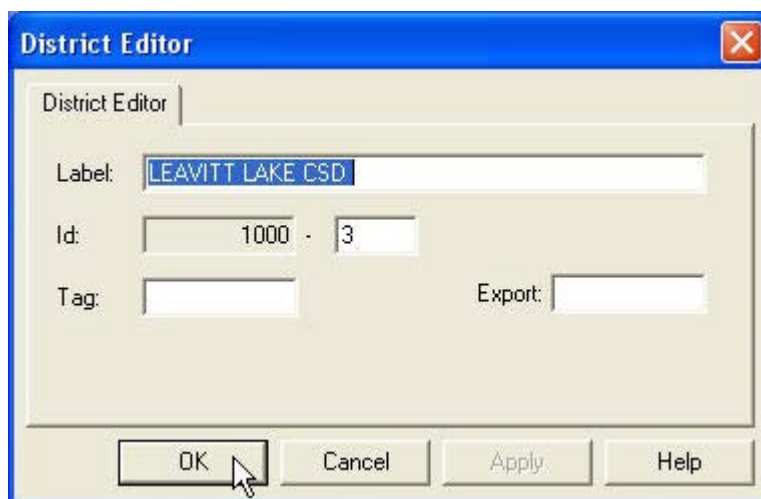 District Editor
District Editor
Label: LEAVITT LAKE CSD
Id: 1000 - 3
Tag: Export:
OK Cancel Apply Help